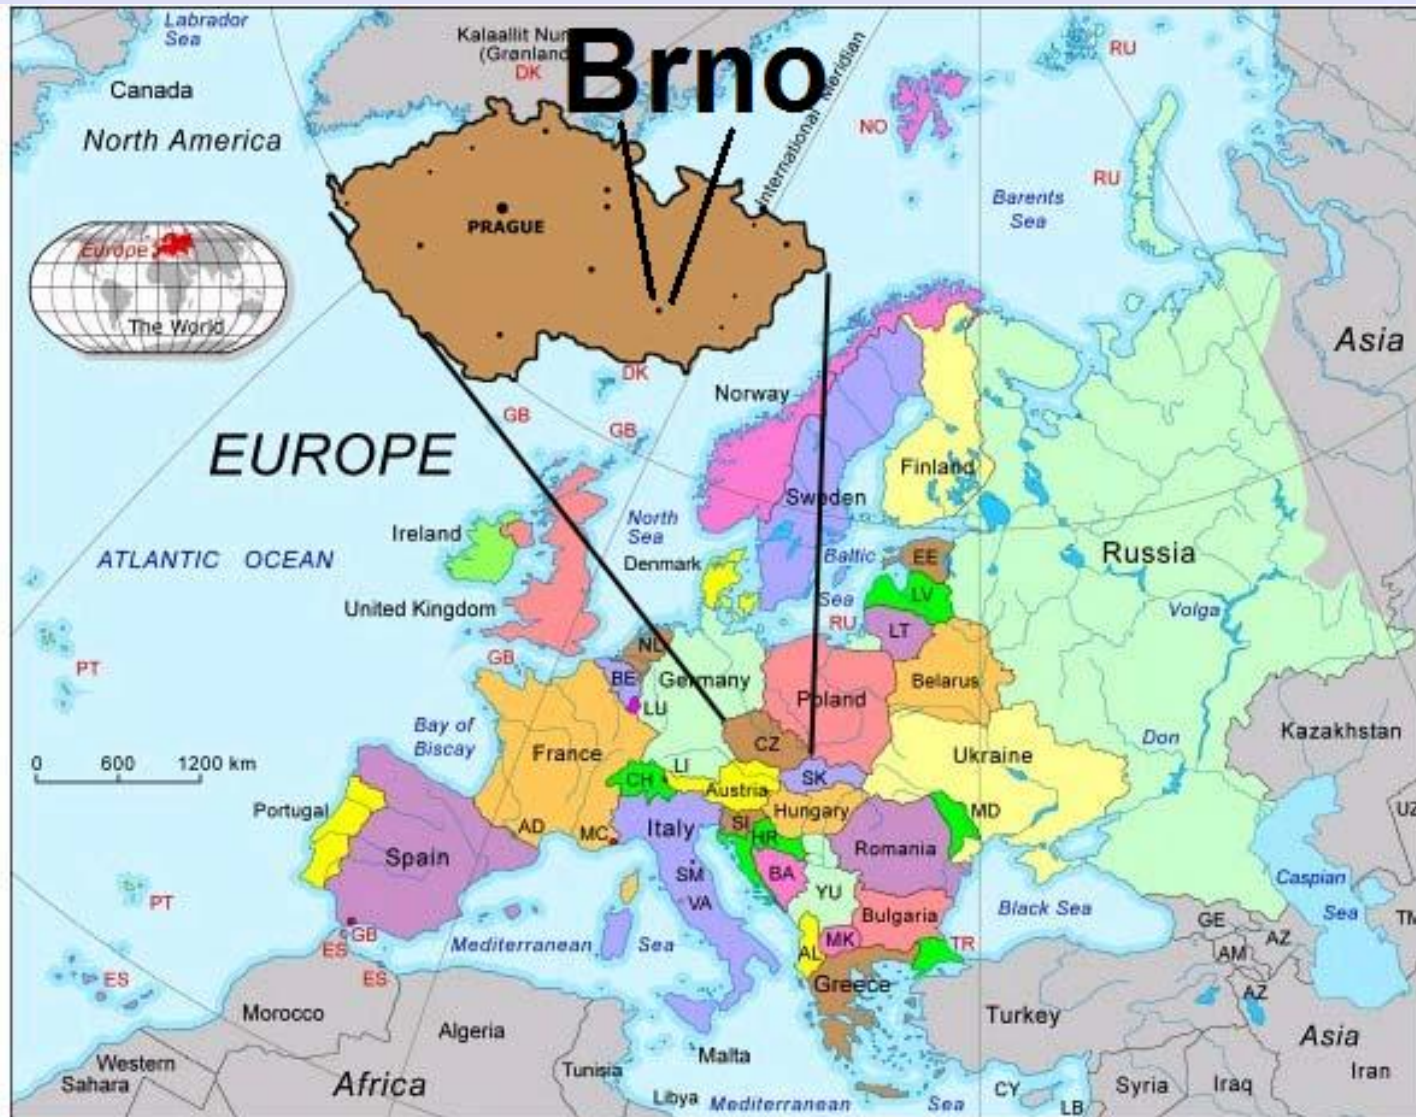 Labrador
Sea
Kalaallit Nun
(Grønland
DK
Brno
International Meridian
RU
Canada
North America
NO
RU
Barents
Sea
PRAGUE
Europe
The World
Asia
DK
Norway
GB
GB
EUROPE
Finland
Sweden
North
Sea
Ireland
ATLANTIC OCEAN
Denmark
Baltic
Sea
EE
Russia
LV
Volga
United Kingdom
RU
LT
NL
GB
BE
Germany
Belarus
PT
LU
Poland
Bay of
Biscay
Kazakhstan
France
CZ
Ukraine
Don
0 600 1200 km
LI
CH
Austria
SK
Portugal
Hungary
MD
UZ
AD
MC
Italy
SI
HR
Romania
Spain
SM
BA
YU
Caspian
Sea
PT
VA
Bulgaria
Black Sea
GE
TM
GB
ES
Mediterranean Sea
AL
MK
TR
AZ
AM
ES
ES
Greece
AZ
Morocco
Algeria
Turkey
Asia
Western
Sahara
Africa
Tunisia
Malta
Libya
Mediterranean Sea
CY
LB
Syria
Iraq
Iran